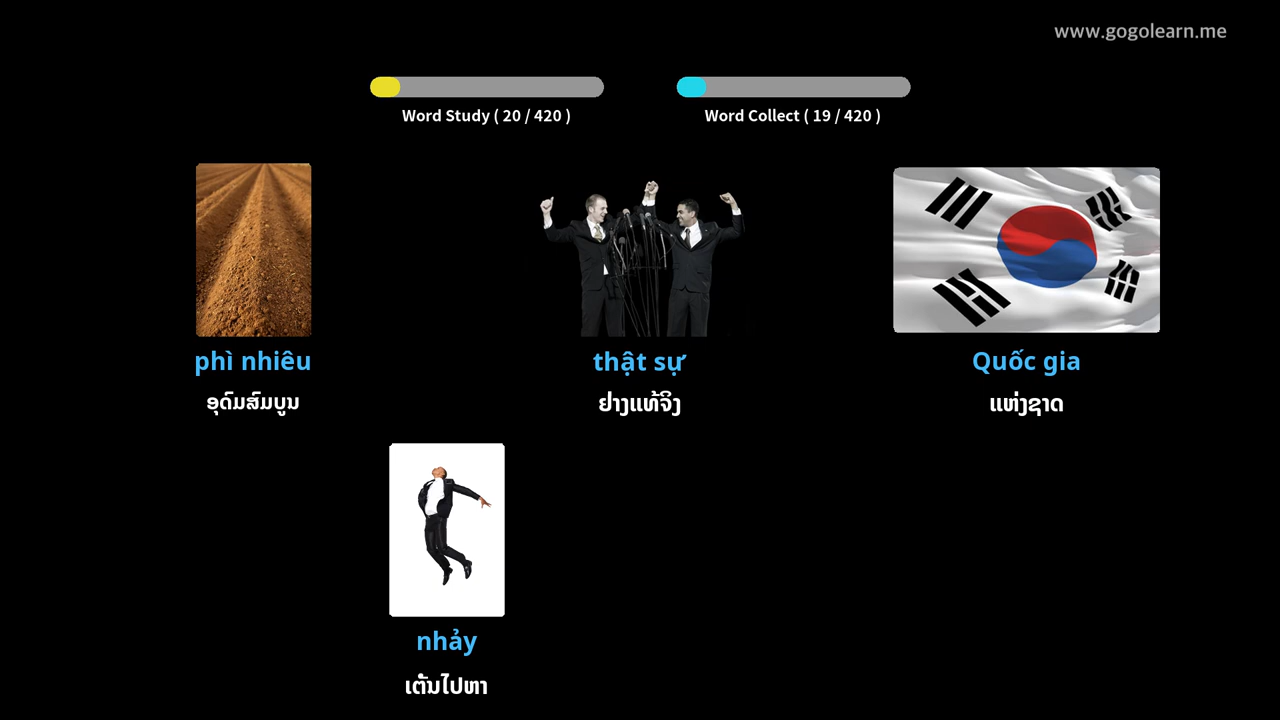 www.gogolearn.me
Word Study ( 20 / 420 )
Word Collect ( 19 / 420 )
phì nhiêu
thật sự
Quốc gia
ອຸດົມສົມບູນ
ຢ່າງແທ້ຈິງ
ແຫ່ງຊາດ
nhảy
ເຕັ້ນໄປຫາ